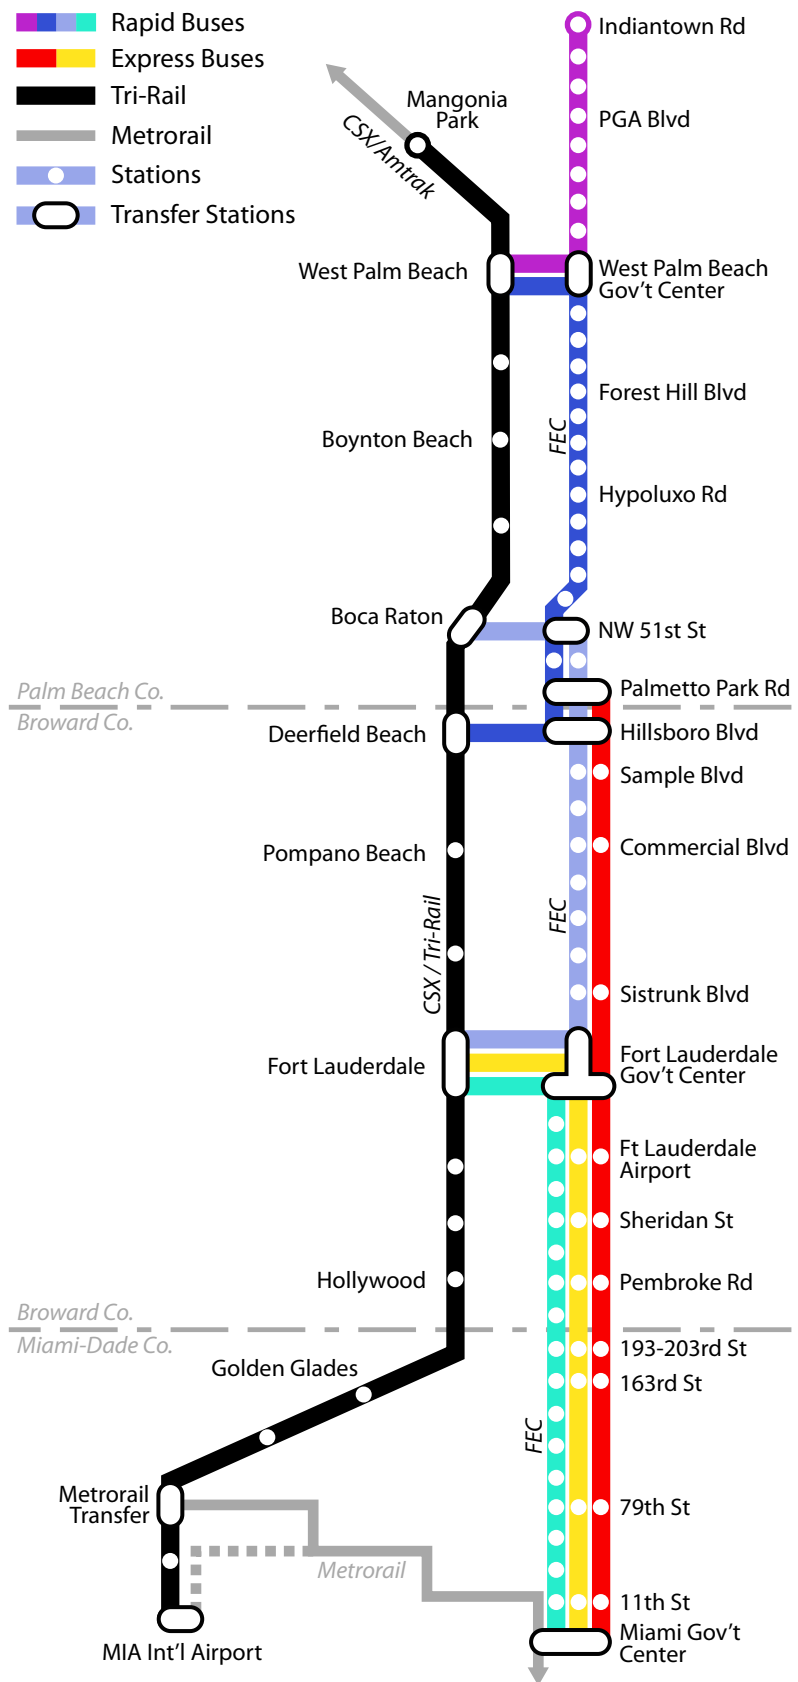 Rapid Buses
Express Buses
Tri-Rail
Metrorail
Stations
Transfer Stations
Indiantown Rd
Mangonia
Park
CSX/Amtrak
PGA Blvd
West Palm Beach
West Palm Beach
Gov't Center
Forest Hill Blvd
FEC
Boynton Beach
Hypoluxo Rd
Boca Raton
NW 51st St
Palm Beach Co.
Palmetto Park Rd
Broward Co.
Deerfield Beach
Hillsboro Blvd
Sample Blvd
Pompano Beach
Commercial Blvd
FEC
CSX / Tri-Rail
Sistrunk Blvd
Fort Lauderdale
Fort Lauderdale
Gov't Center
Ft Lauderdale
Airport
Sheridan St
Hollywood
Pembroke Rd
Broward Co.
Miami-Dade Co.
193-203rd St
Golden Glades
163rd St
FEC
Metrorail
Transfer
79th St
Metrorail
11th St
MIA Int'l Airport
Miami Gov't
Center